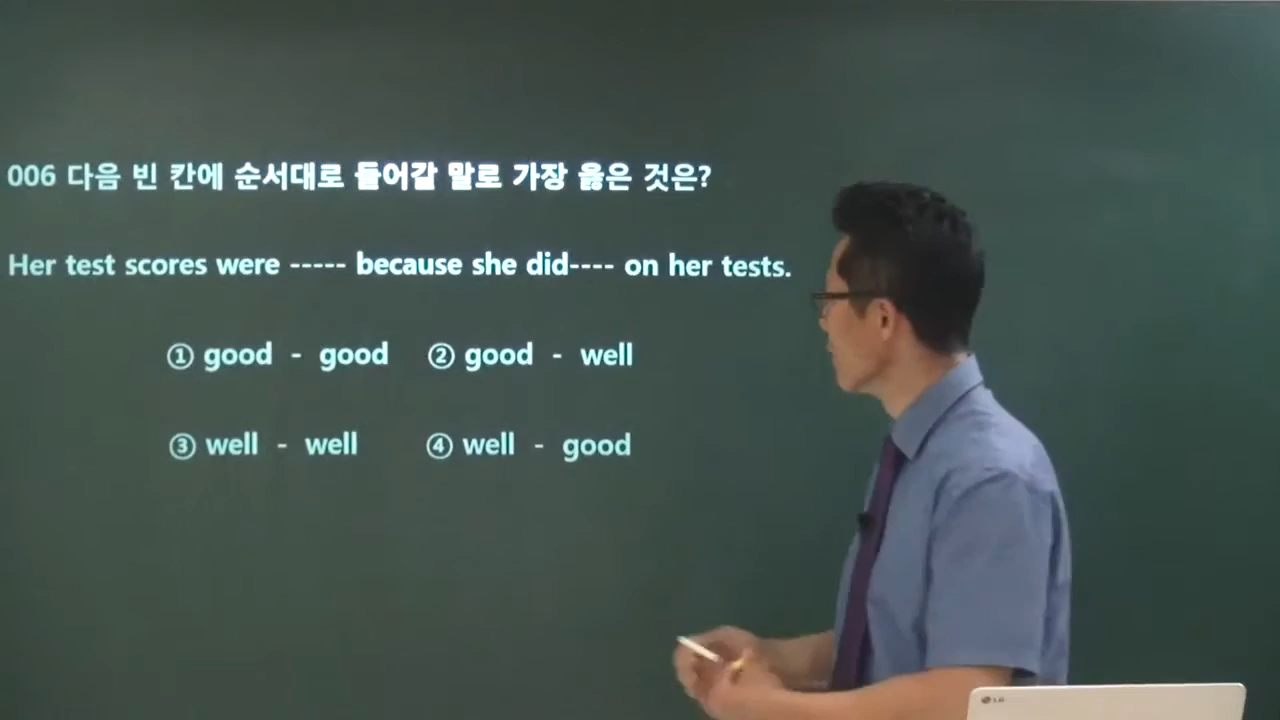 006 다음 빈 칸에 순서대로 들어갈 말로 가장 옳은 것은?
Her test scores were ----- because she did---- on her tests.
① good - good ② good - well
③ well - well ④ well - good
LG